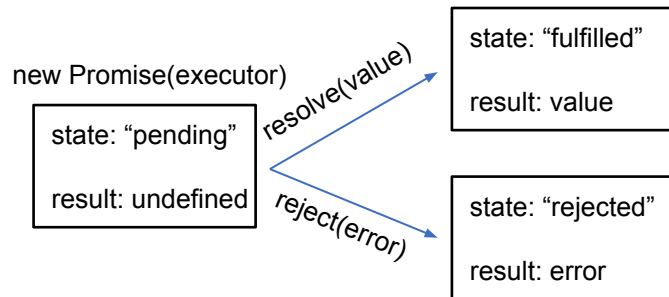 new Promise(executor)
state: “pending”
result: undefined
resolve(value)
reject(error)
state: “fulfilled”
result: value
state: “rejected”
result: error